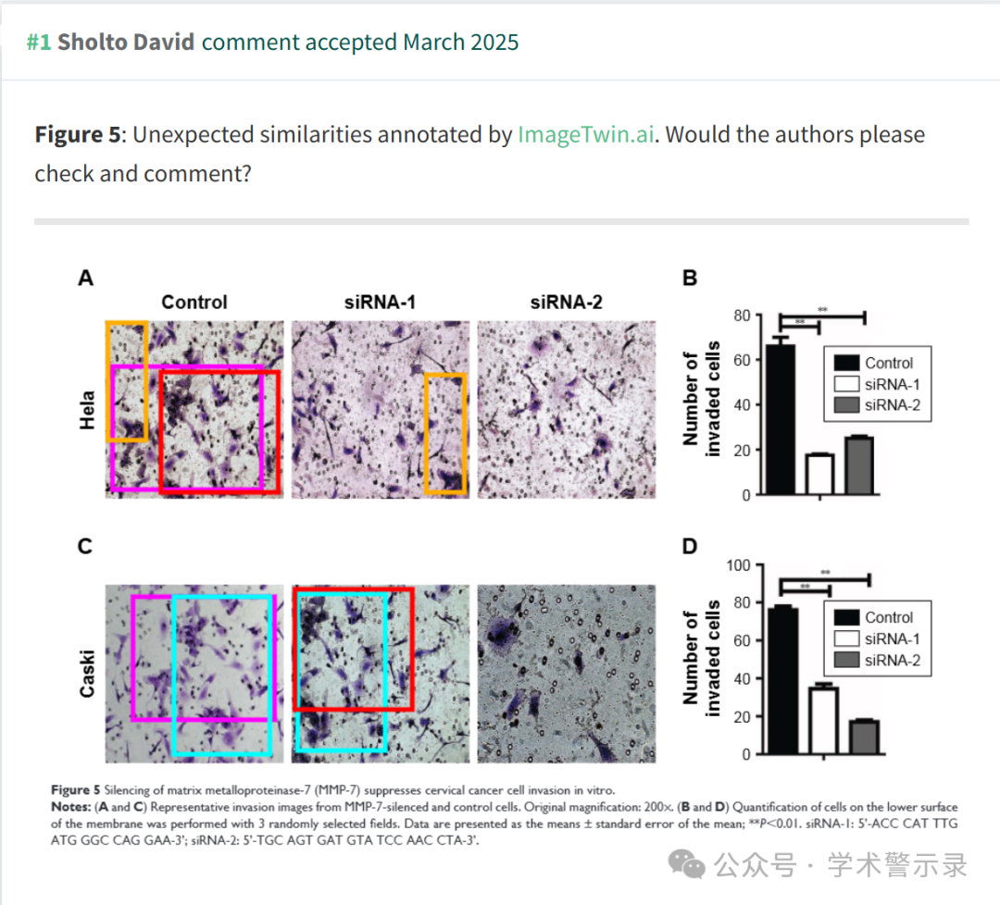 #1 Sholto David comment accepted March 2025
Figure 5: Unexpected similarities annotated by ImageTwin.ai. Would the authors please
check and comment?
A
Control siRNA-1 siRNA-2
Hela
B
Number of
invaded cells
80
60
40
20
0
**
**
Control
siRNA-1
siRNA-2
C
Caski
D
Number of
invaded cells
100
80
60
40
20
0
**
**
Control
siRNA-1
siRNA-2
Figure 5 Silencing of matrix metalloproteinase-7 (MMP-7) suppresses cervical cancer cell invasion in vitro.
Notes: (A and C) Representative invasion images from MMP-7-silenced and control cells. Original magnification: 200×. (B and D) Quantification of cells on the lower surface
of the membrane was performed with 3 randomly selected fields. Data are presented as the means ± standard error of the mean; **P<0.01. siRNA-1: 5'-ACC CAT TTG
ATG GGC CAG GAA-3'; siRNA-2: 5'-TGC AGT GAT GTA TCC AAC CTA-3'.
公众号 · 学术警示录